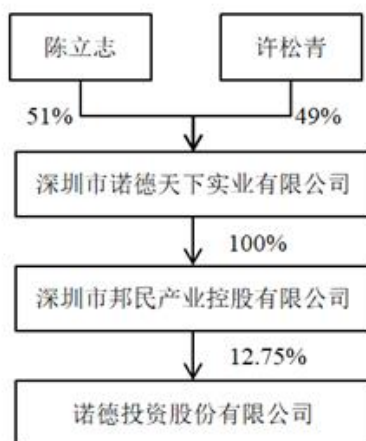 陈立志
许松青
51%
49%
深圳市诺德天下实业有限公司
100%
深圳市邦民产业控股有限公司
12.75%
诺德投资股份有限公司